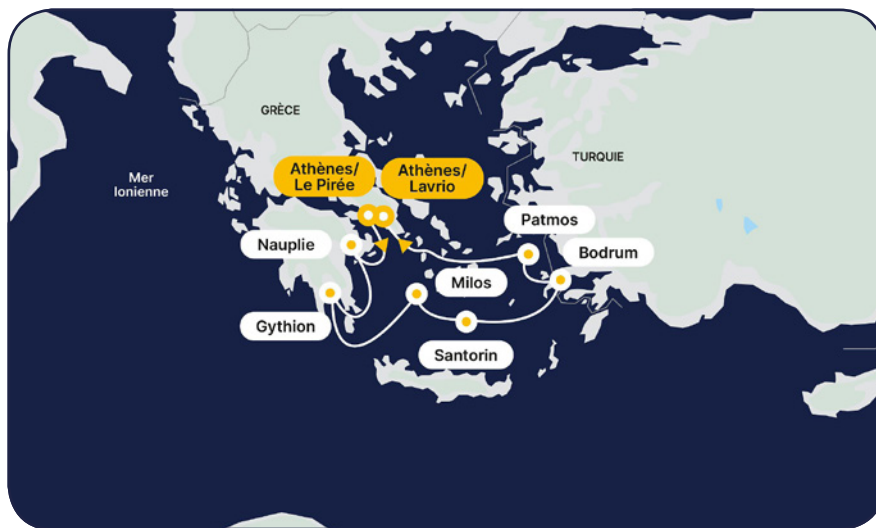 GRÈCE
TURQUIE
Mer
Ionienne
Athènes/
Le Pirée
Athènes/
Lavrio
Nauplie
Patmos
Bodrum
Milos
Gythion
Santorin